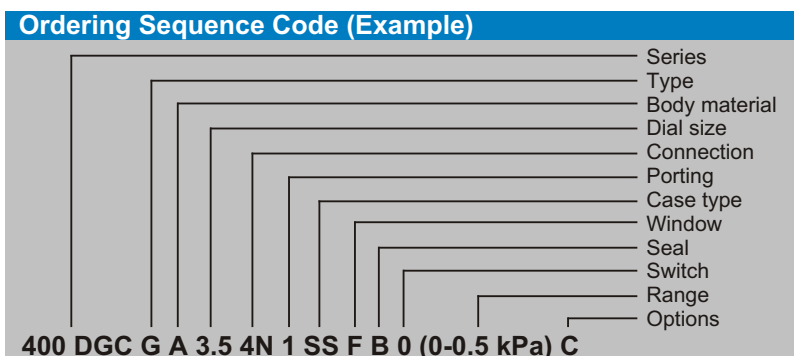 Ordering Sequence Code (Example)
Series
Type
Body material
Dial size
Connection
Porting
Case type
Window
Seal
Switch
Range
Options
400 DGC G A 3.5 4N 1 SS F B 0 (0-0.5 kPa) C